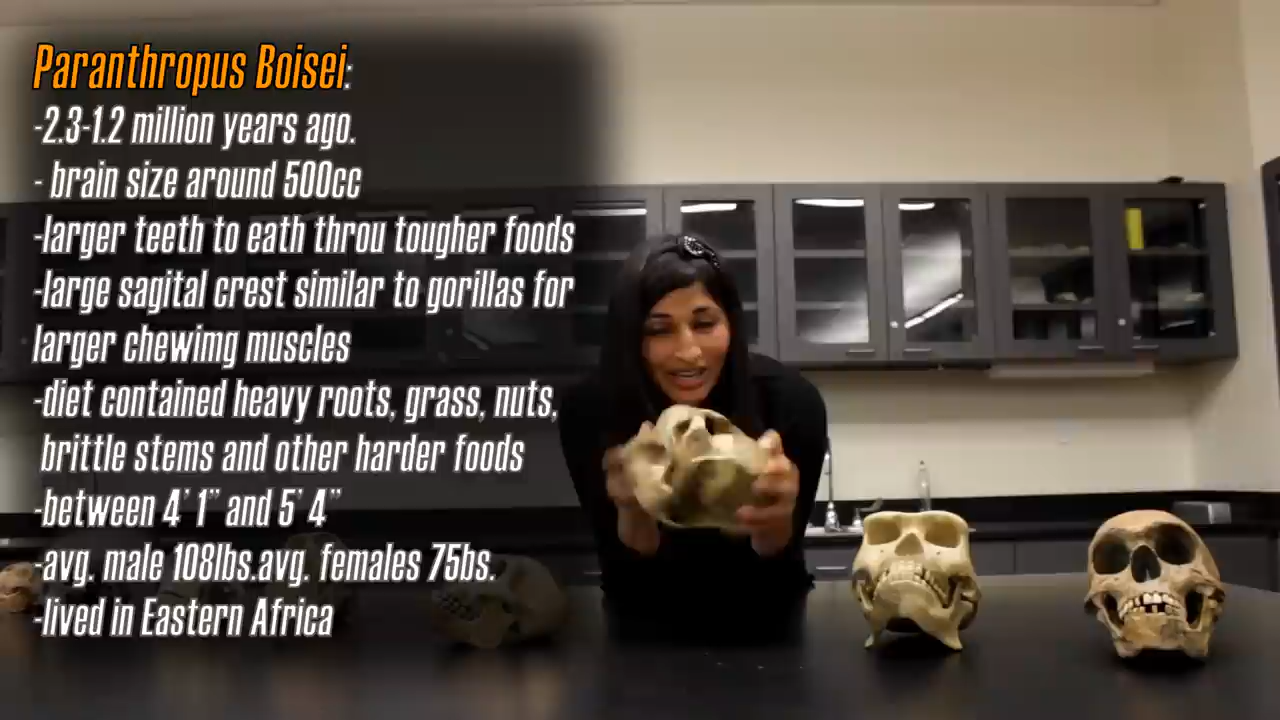 Paranthropus Boisei:
-2.3-1.2 million years ago.
- brain size around 500cc
-larger teeth to eath throu tougher foods
-large sagital crest similar to gorillas for
larger chewimg muscles
-diet contained heavy roots, grass, nuts,
brittle stems and other harder foods
-between 4' 1" and 5' 4"
-avg. male 108lbs.avg. females 75bs.
-lived in Eastern Africa